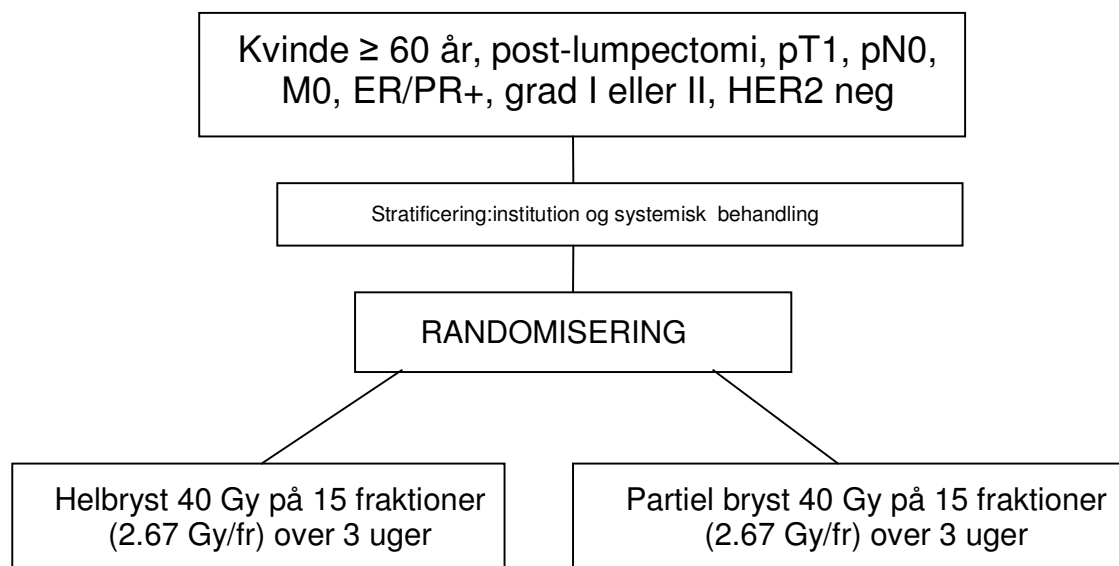 Kvinde ≥ 60 år, post-lumpectomi, pT1, pN0,
M0, ER/PR+, grad I eller II, HER2 neg
Stratificering:institution og systemisk behandling
RANDOMISERING
Helbryst 40 Gy på 15 fraktioner
(2.67 Gy/fr) over 3 uger
Partiel bryst 40 Gy på 15 fraktioner
(2.67 Gy/fr) over 3 uger